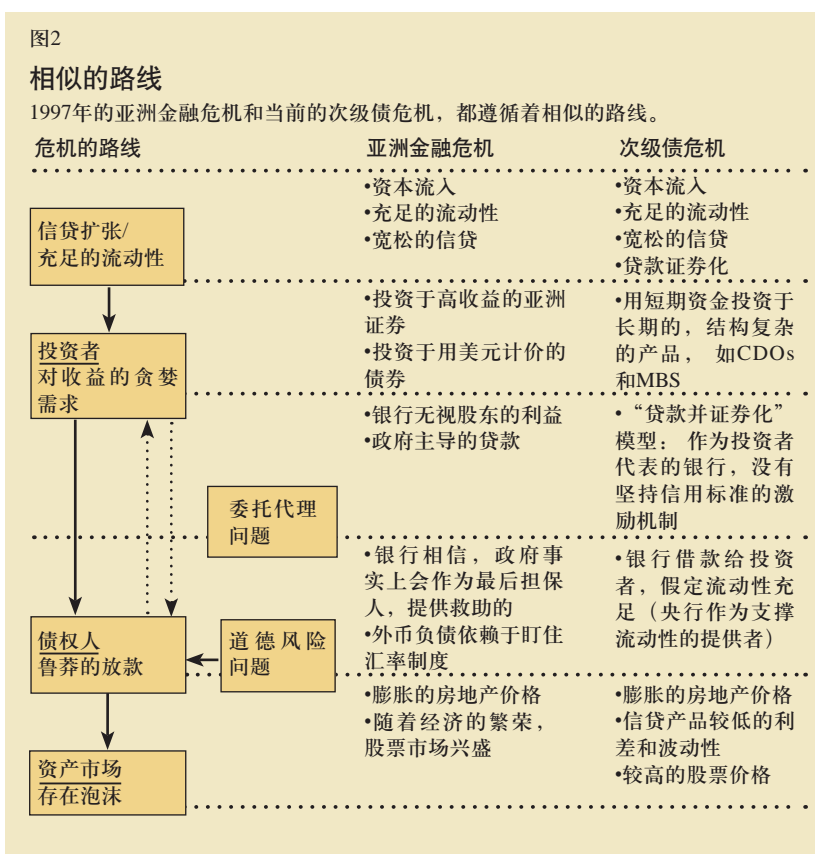 图2
相似的路线
1997年的亚洲金融危机和当前的次级债危机，都遵循着相似的路线。
危机的路线
亚洲金融危机
次级债危机
信贷扩张/
充足的流动性
•资本流入
•充足的流动性
•宽松的信贷
•资本流入
•充足的流动性
•宽松的信贷
•贷款证券化
投资者
对收益的贪婪
需求
•投资于高收益的亚洲
证券
•投资于用美元计价的
债券
•用短期资金投资于
长期的，结构复杂
的产品， 如CDOs
和MBS
委托代理
问题
•银行无视股东的利益
•政府主导的贷款
•“贷款并证券化”
模型： 作为投资者
代表的银行，没有
坚持信用标准的激
励机制
债权人
鲁莽的放款
道德风险
问题
•银行相信，政府事
实上会作为最后担保
人，提供救助的
•外币负债依赖于盯住
汇率制度
•银行借款给投资
者，假定流动性充
足（央行作为支撑
流动性的提供者）
资产市场
存在泡沫
•膨胀的房地产价格
•随着经济的繁荣，
股票市场兴盛
•膨胀的房地产价格
•信贷产品较低的利
差和波动性
•较高的股票价格